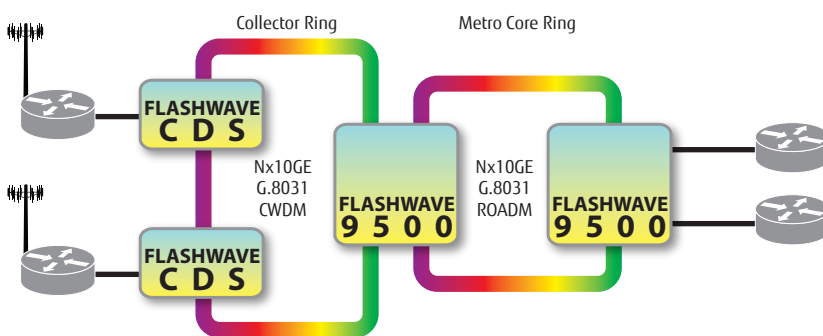 Collector Ring
Metro Core Ring
FLASHWAVE
C D S
Nx10GE
G.8031
CWDM
FLASHWAVE
9 5 0 0
Nx10GE
G.8031
ROADM
FLASHWAVE
9 5 0 0
FLASHWAVE
C D S